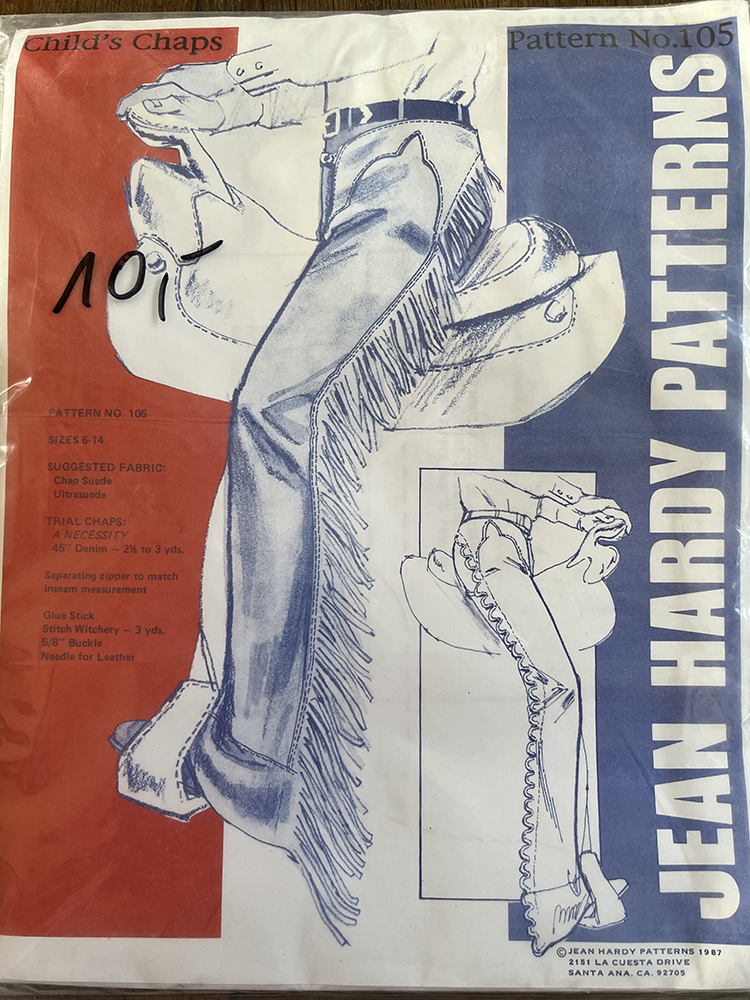 Child's Chaps
Pattern No.105
10,-
PATTERN NO. 105
SIZES 6-14
SUGGESTED FABRIC:
Chap Suede
Ultrasuede
TRIAL CHAPS:
A NECESSITY
45" Denim — 2½ to 3 yds.
Separating zipper to match
inseam measurement
Glue Stick
Stitch Witchery — 3 yds.
5/8" Buckle
Needle for Leather
JEAN HARDY PATTERNS
© JEAN HARDY PATTERNS 1987
2151 LA CUESTA DRIVE
SANTA ANA, CA. 92705